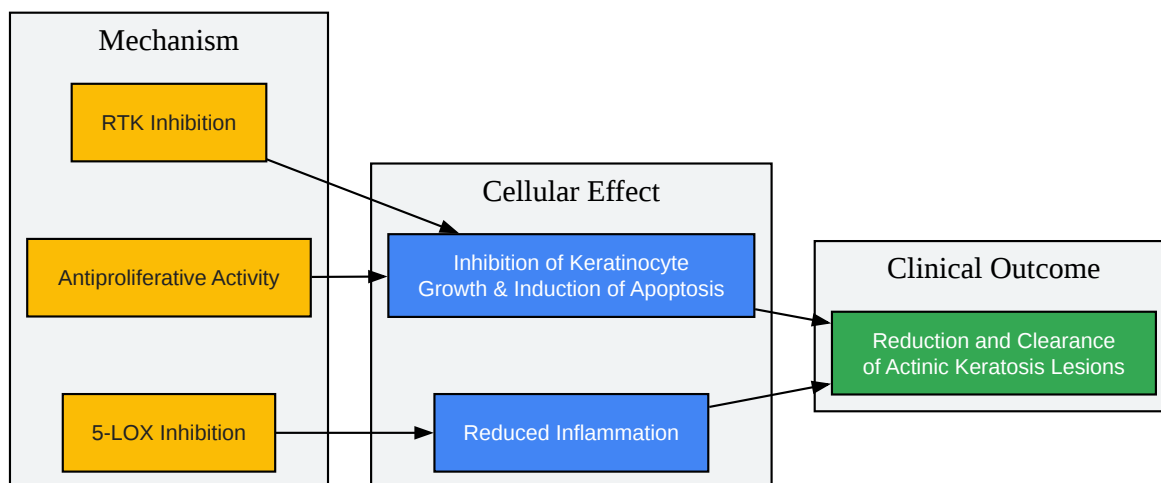 Mechanism
RTK Inhibition
Antiproliferative Activity
5-LOX Inhibition
Cellular Effect
Inhibition of Keratinocyte
Growth & Induction of Apoptosis
Reduced Inflammation
Clinical Outcome
Reduction and Clearance
of Actinic Keratosis Lesions